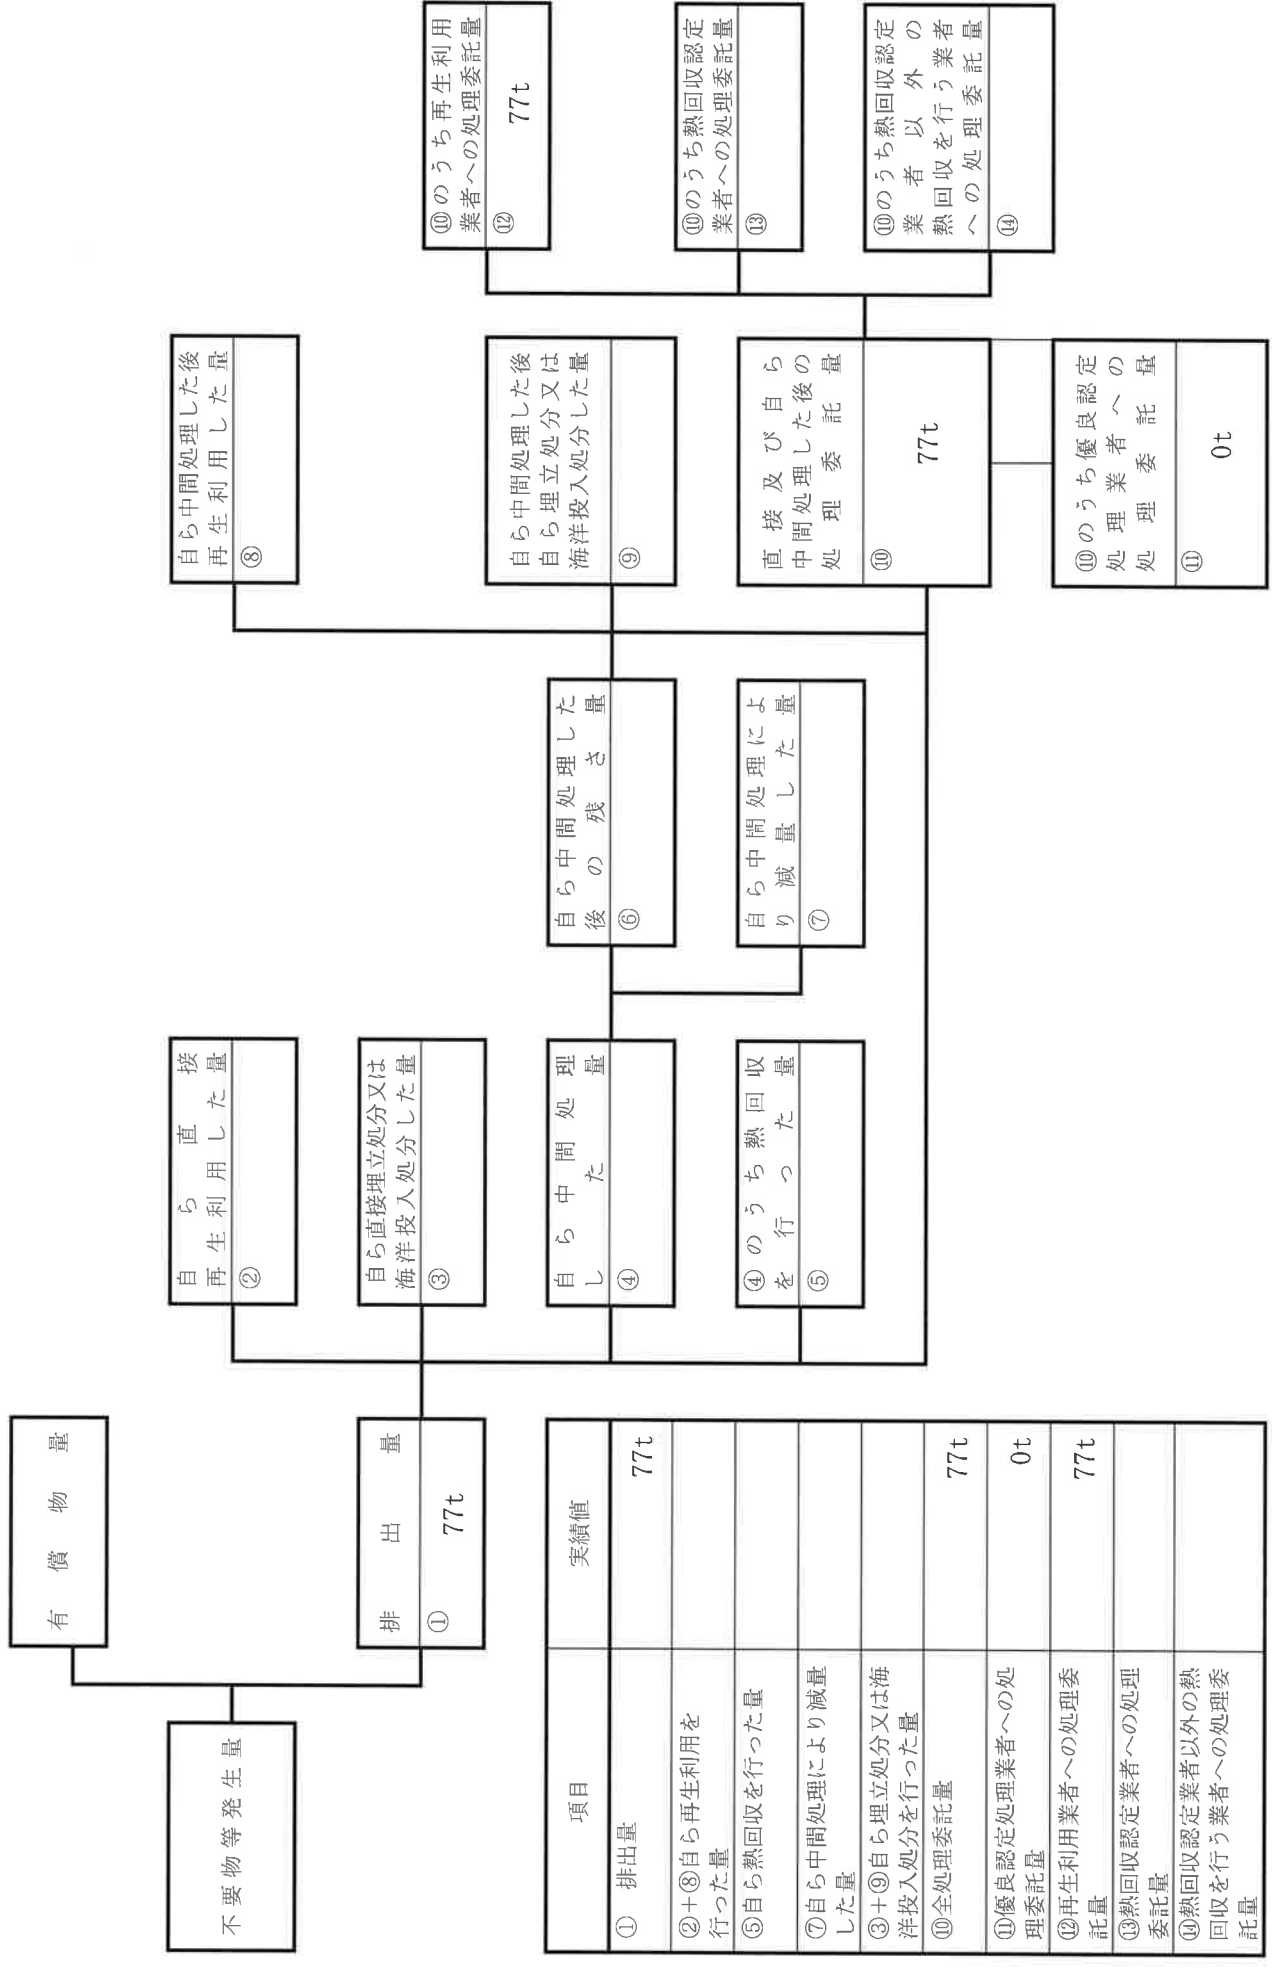 不要物等発生量
有償物量
排出量
①
77t
自ら直接
再生利用した量
②
自ら直接埋立処分又は
海洋投入処分した量
③
自ら中間処理
した量
④
④のうち熱回収
を行った量
⑤
自ら中間処理した
後の残さ量
⑥
自ら中間処理によ
り減量した量
⑦
自ら中間処理した後
再生利用した量
⑧
自ら中間処理した後
自ら埋立処分又は
海洋投入処分した量
⑨
直接及び自ら
中間処理した後の
処理委託量
⑩
77t
⑩のうち優良認定
処理業者への
処理委託量
⑪
0t
⑩のうち再生利用
業者への処理委託量
⑫
77t
⑩のうち熱回収認定
業者への処理委託量
⑬
⑩のうち熱回収認定
業者以外の
熱回収を行う業者
への処理委託量
⑭
項目 実績値
① 排出量 77t
②+⑧自ら再生利用を
行った量
⑤自ら熱回収を行った量
⑦自ら中間処理により減量
した量
③+⑨自ら埋立処分又は海
洋投入処分を行った量
⑩全処理委託量 77t
⑪優良認定処理業者への処
理委託量 0t
⑫再生利用業者への処理委
託量 77t
⑬熱回収認定業者への処理
委託量
⑭熱回収認定業者以外の熱
回収を行う業者への処理委
託量